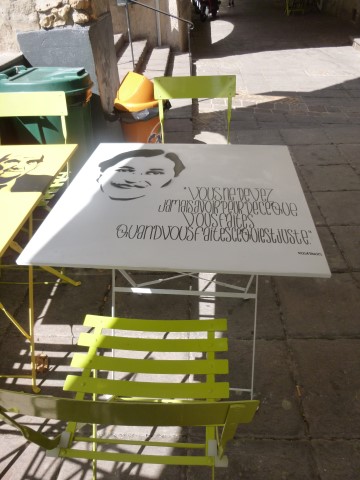 "VOUS NE DEVEZ
JAMAIS AVOIR PEUR DE CE QUE
VOUS FAITES
QUAND VOUS FAITES CE QUI EST JUSTE."